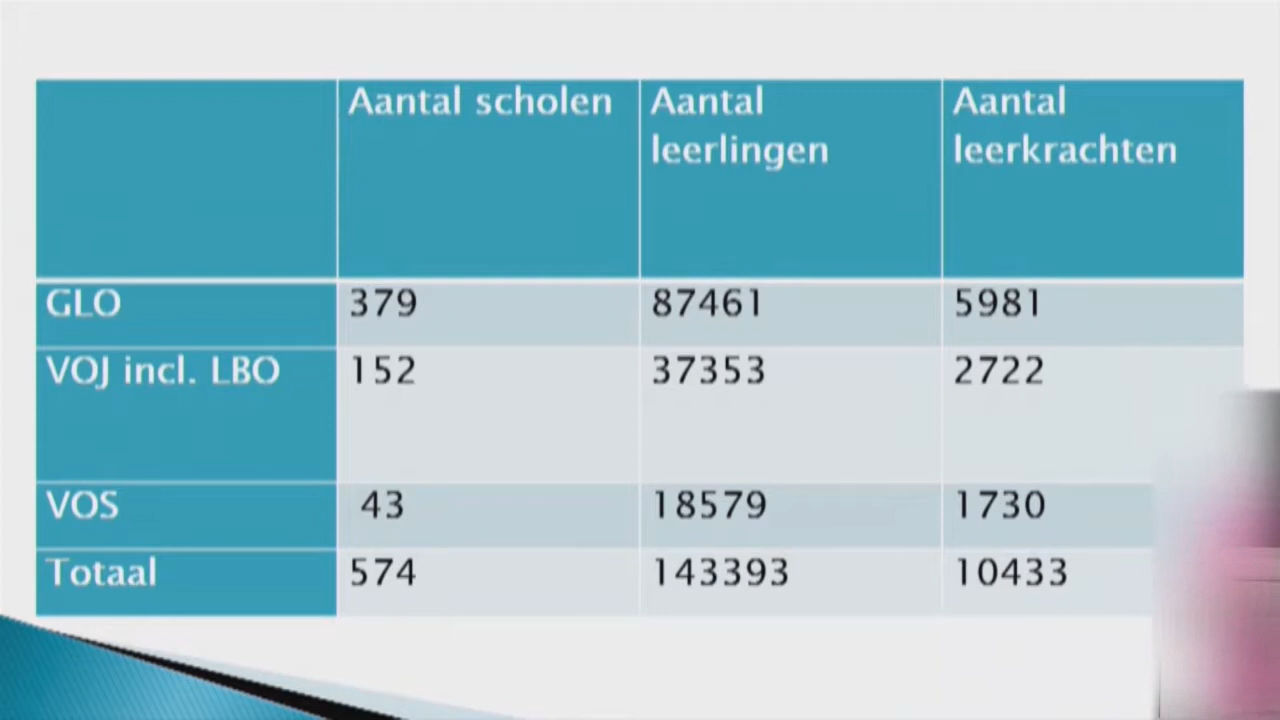 Aantal scholen Aantal leerlingen Aantal leerkrachten
GLO 379 87461 5981
VOJ incl. LBO 152 37353 2722
VOS 43 18579 1730
Totaal 574 143393 10433